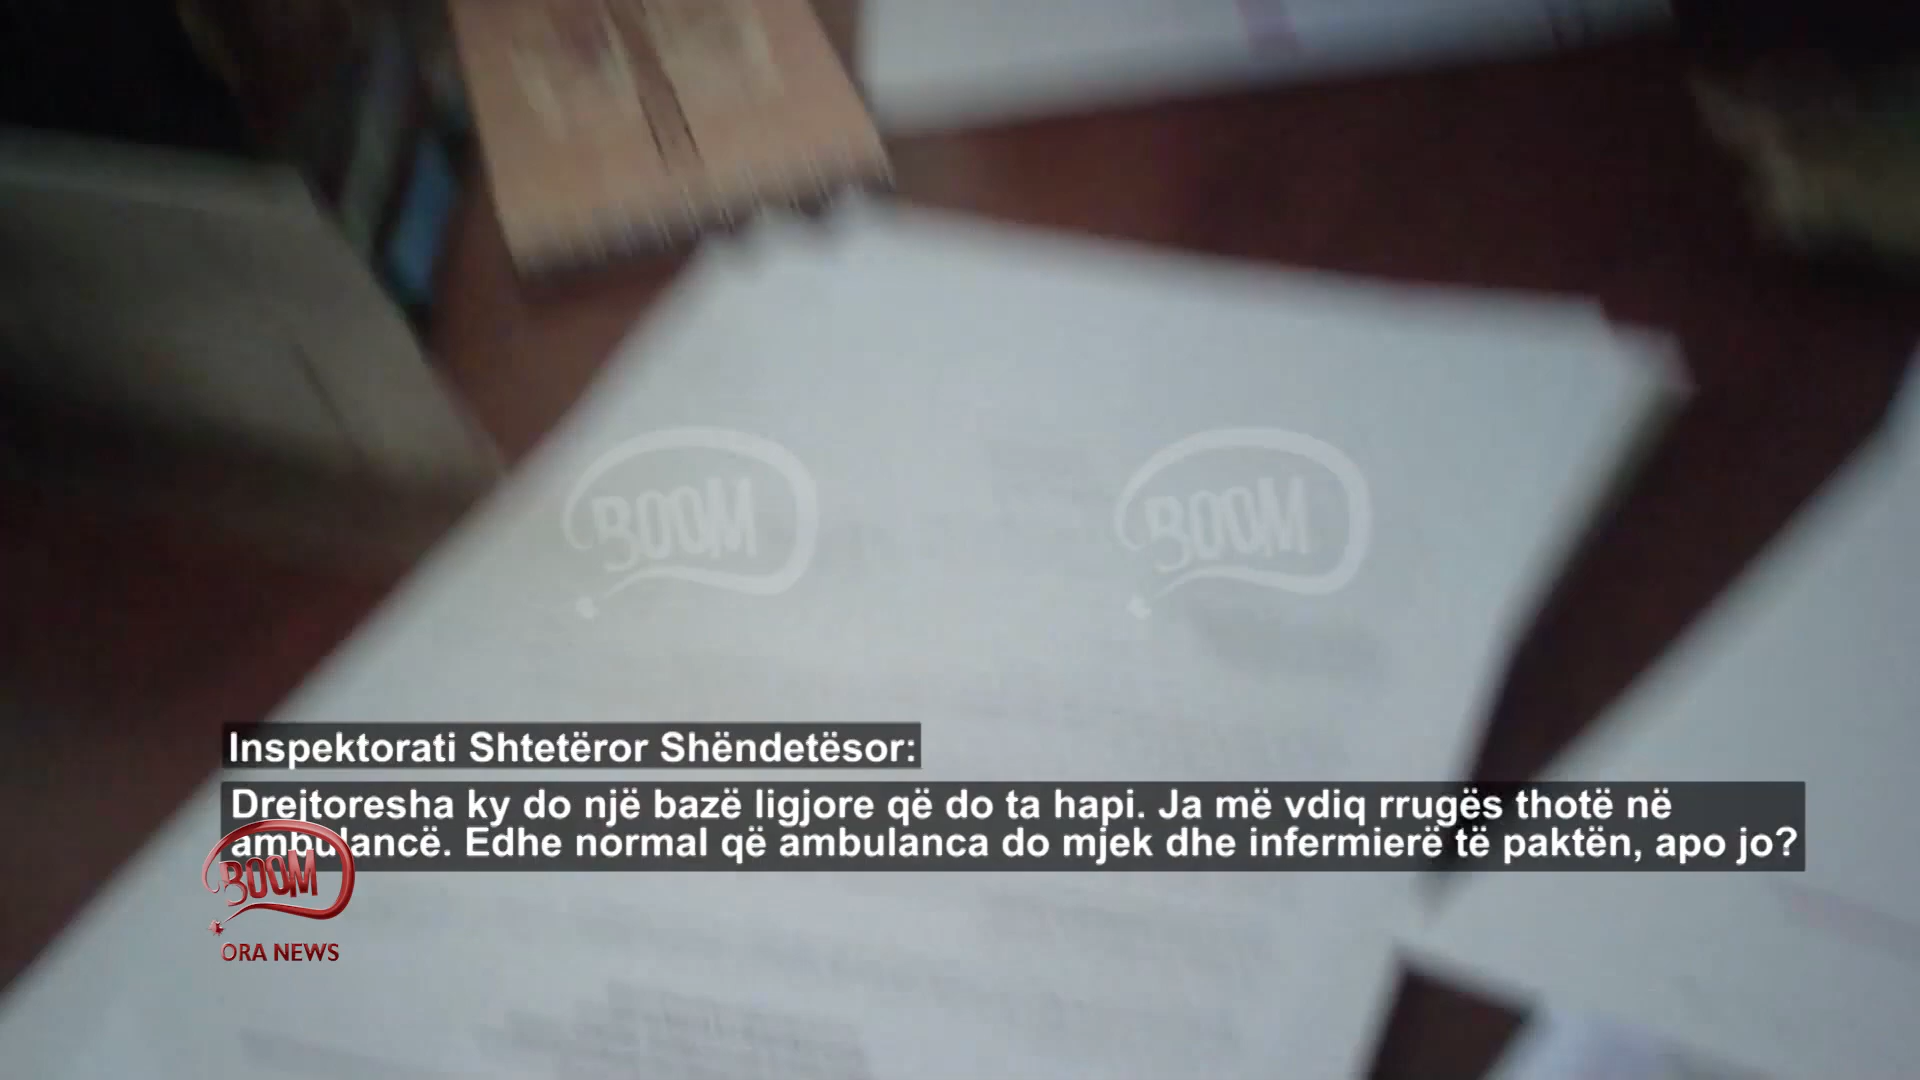 BOOM BOOM
Inspektorati Shtetëror Shëndetësor:
Drejtoresha ky do një bazë ligjore që do ta hapi. Ja më vdiq rrugës thotë në
ambulancë. Edhe normal që ambulanca do mjek dhe infermierë të paktën, apo jo?
BOOM
ORA NEWS